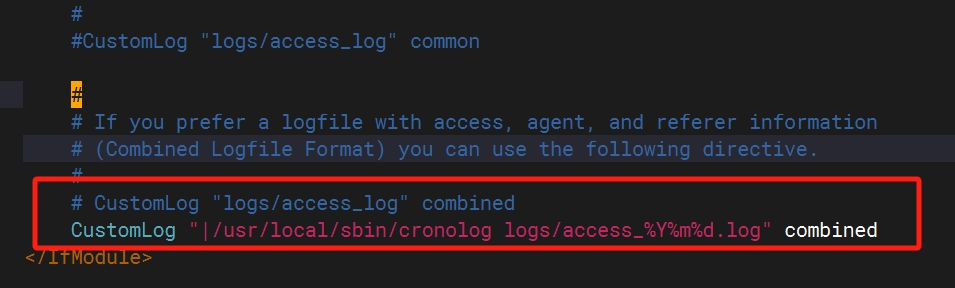 #
#CustomLog "logs/access_log" common
#
# If you prefer a logfile with access, agent, and referer information
# (Combined Logfile Format) you can use the following directive.
#
# CustomLog "logs/access_log" combined
CustomLog "|/usr/local/sbin/cronolog logs/access_%Y%m%d.log" combined
</IfModule>